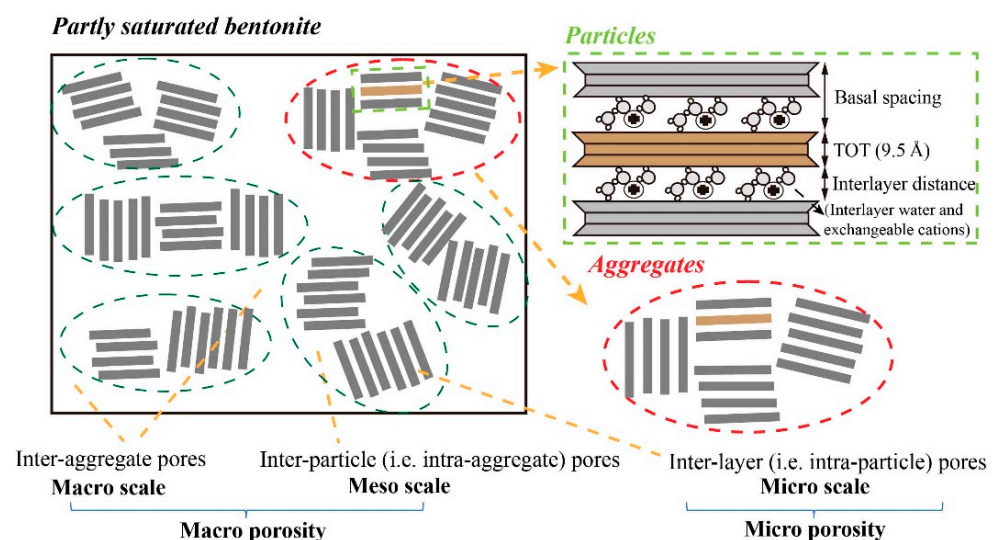 Partly saturated bentonite
Particles
Basal spacing
TOT (9.5 Å)
Interlayer distance
(Interlayer water and
exchangeable cations)
Aggregates
Inter-aggregate pores
Macro scale
Inter-particle (i.e. intra-aggregate) pores
Meso scale
Inter-layer (i.e. intra-particle) pores
Micro scale
Macro porosity
Micro porosity